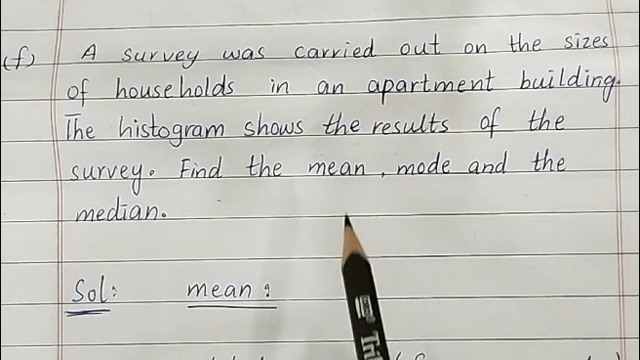 (f) A survey was carried out on the sizes
of households in an apartment building.
The histogram shows the results of the
survey. Find the mean, mode and the
median.
Sol: mean:
Tri